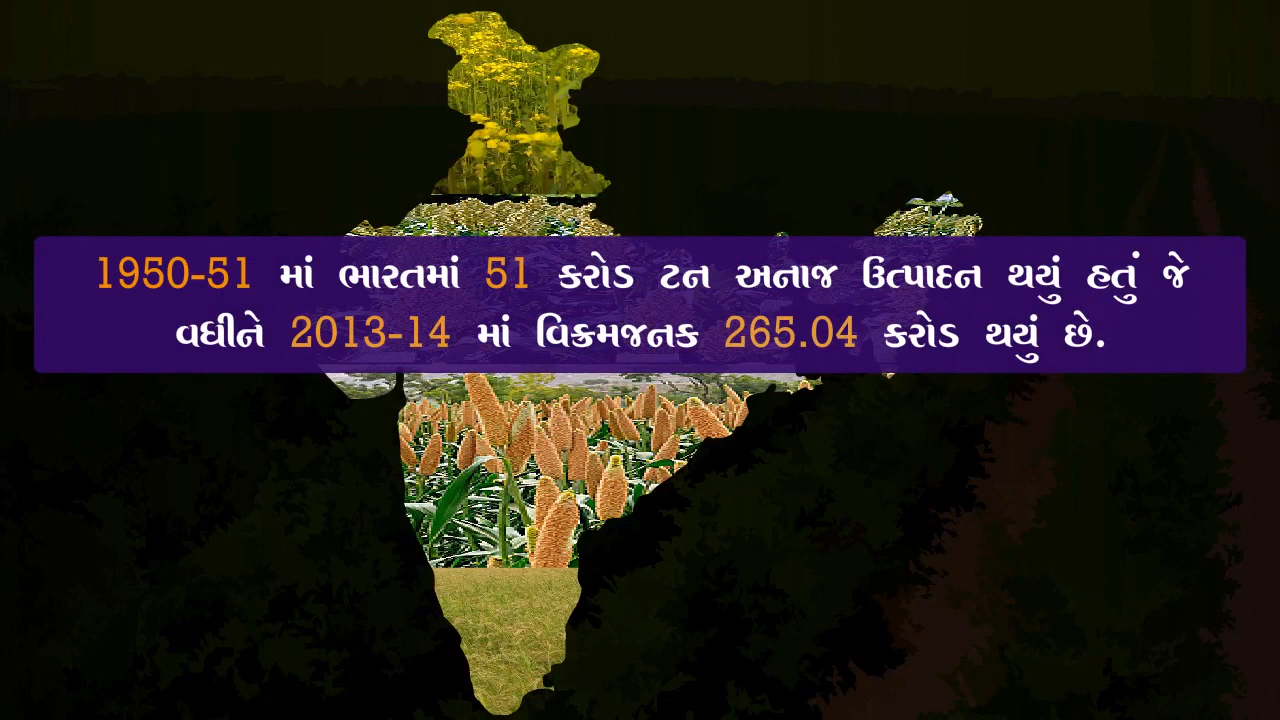 1950-51 માં ભારતમાં 51 કરોડ ટન અનાજ ઉત્પાદન થયું હતું જે
વધીને 2013-14 માં વિક્રમજનક 265.04 કરોડ થયું છે.